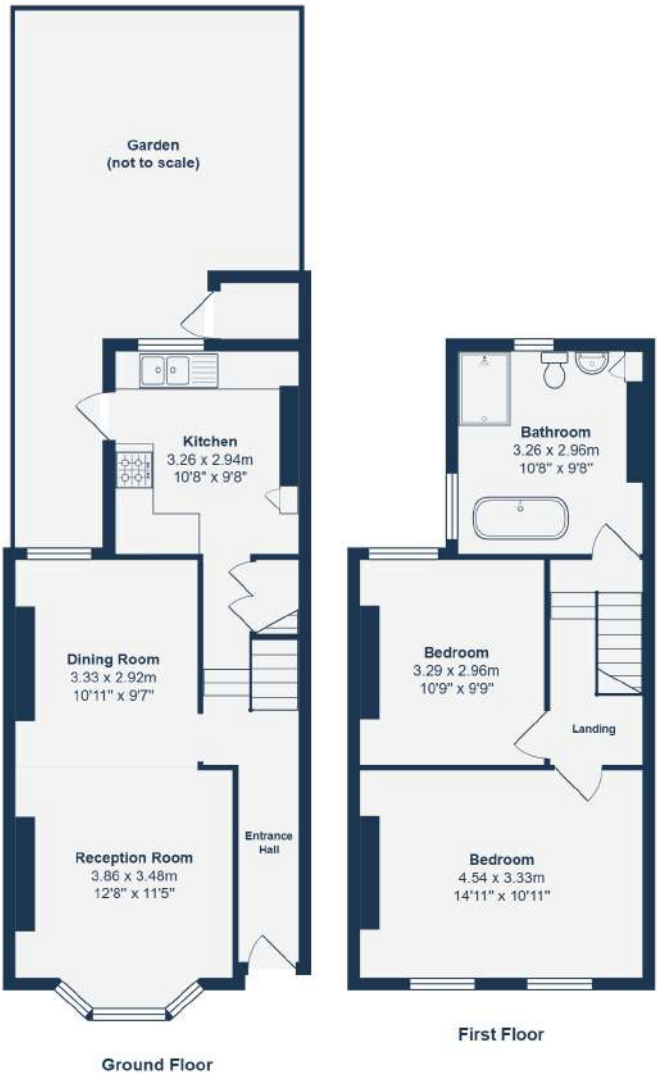 Garden
(not to scale)
Kitchen
3.26 x 2.94m
10'8" x 9'8"
Dining Room
3.33 x 2.92m
10'11" x 9'7"
Reception Room
3.86 x 3.48m
12'8" x 11'5"
Entrance
Hall
Ground Floor
Bathroom
3.26 x 2.96m
10'8" x 9'8"
Bedroom
3.29 x 2.96m
10'9" x 9'9"
Landing
Bedroom
4.54 x 3.33m
14'11" x 10'11"
First Floor